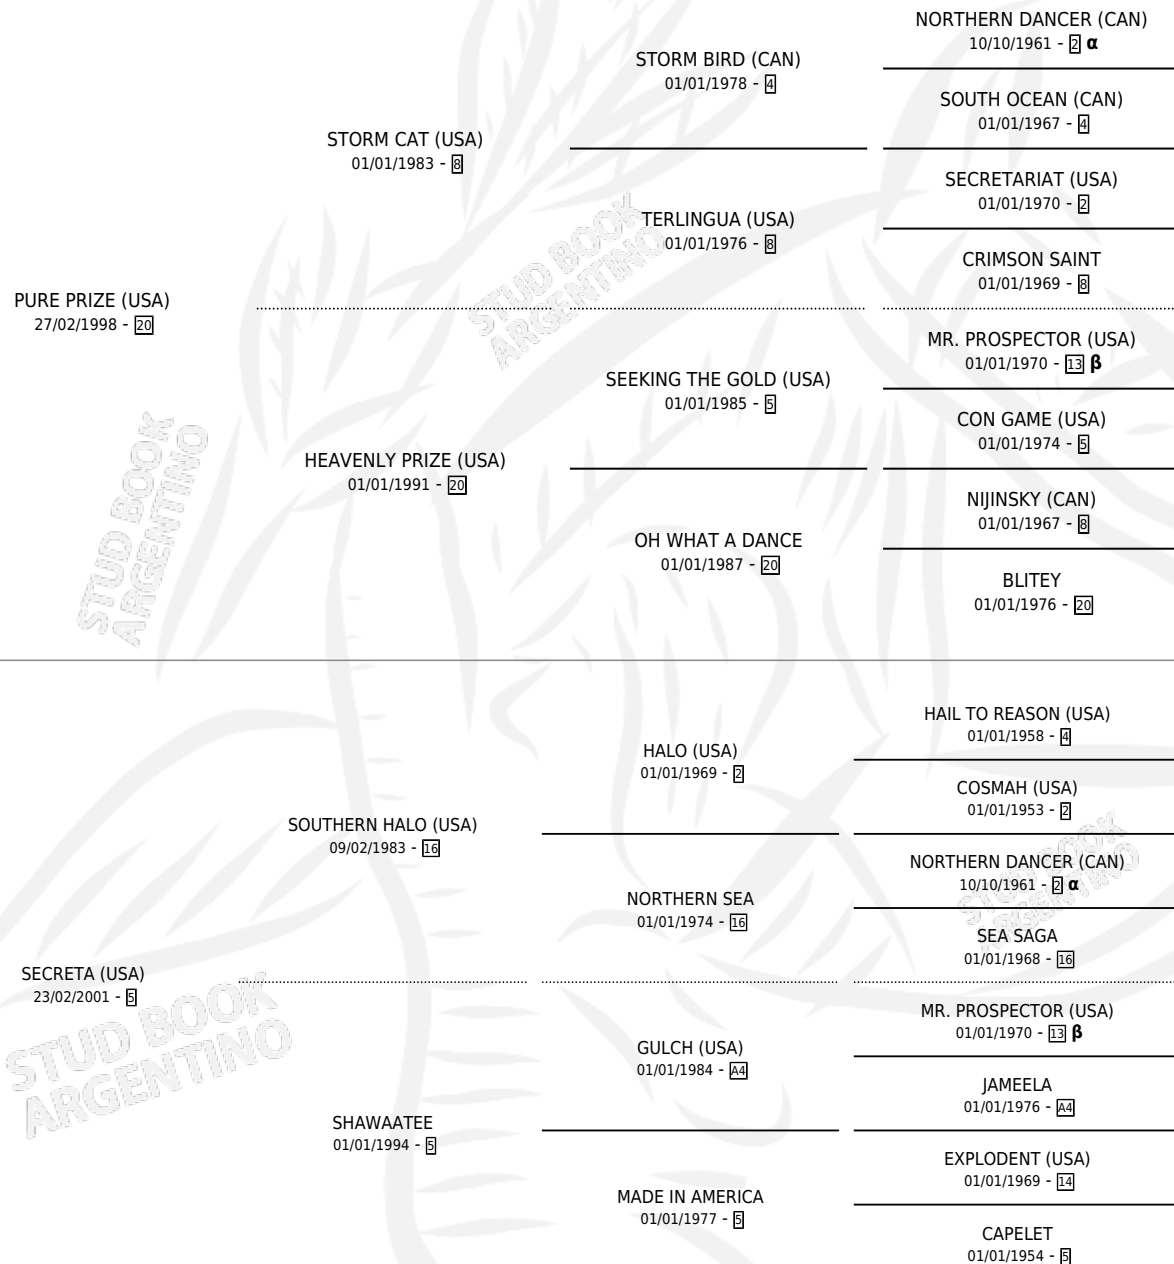 NORTHERN DANCER (CAN)
10/10/1961 - 2 α
STORM BIRD (CAN)
01/01/1978 - 4
SOUTH OCEAN (CAN)
01/01/1967 - 4
STORM CAT (USA)
01/01/1983 - 8
SECRETARIAT (USA)
01/01/1970 - 2
TERLINGUA (USA)
01/01/1976 - 8
CRIMSON SAINT
01/01/1969 - 8
PURE PRIZE (USA)
27/02/1998 - 20
MR. PROSPECTOR (USA)
01/01/1970 - 13 β
SEEKING THE GOLD (USA)
01/01/1985 - 5
CON GAME (USA)
01/01/1974 - 5
HEAVENLY PRIZE (USA)
01/01/1991 - 20
NIJINSKY (CAN)
01/01/1967 - 8
OH WHAT A DANCE
01/01/1987 - 20
BLITEY
01/01/1976 - 20
HAIL TO REASON (USA)
01/01/1958 - 4
HALO (USA)
01/01/1969 - 2
COSMAH (USA)
01/01/1953 - 2
SOUTHERN HALO (USA)
09/02/1983 - 16
NORTHERN DANCER (CAN)
10/10/1961 - 2 α
NORTHERN SEA
01/01/1974 - 16
SEA SAGA
01/01/1968 - 16
SECRETA (USA)
23/02/2001 - 5
MR. PROSPECTOR (USA)
01/01/1970 - 13 β
GULCH (USA)
01/01/1984 - A4
JAMEELA
01/01/1976 - A4
SHAWAATEE
01/01/1994 - 5
EXPLODENT (USA)
01/01/1969 - 14
MADE IN AMERICA
01/01/1977 - 5
CAPELET
01/01/1954 - 5
STUD BOOK
ARGENTINO
STUD BOOK
ARGENTINO
STUD BOOK
ARGENTINO
STUD BOOK
ARGENTINO